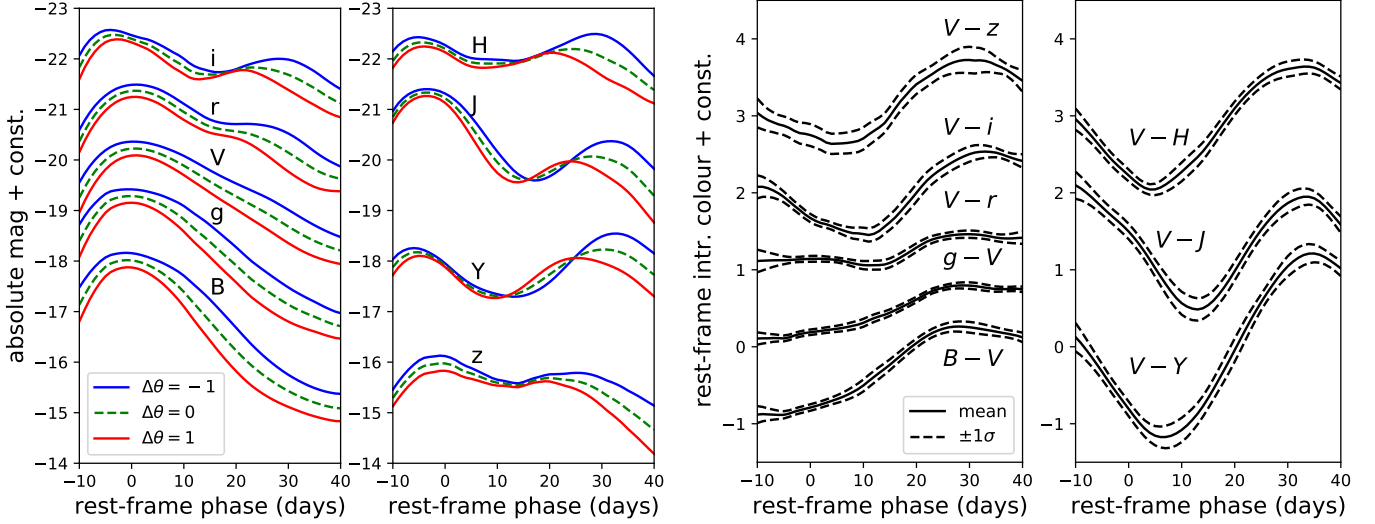 absolute mag + const.
−23
−22
−21
−20
−19
−18
−17
−16
−15
−14
i
r
V
g
B
Δθ = −1
Δθ = 0
Δθ = 1
−10 0 10 20 30 40
rest-frame phase (days)
−23
−22
−21
−20
−19
−18
−17
−16
−15
−14
H
J
Y
z
−10 0 10 20 30 40
rest-frame phase (days)
rest-frame intr. colour + const.
4
3
2
1
0
−1
V − z
V − i
V − r
g − V
B − V
mean
±1σ
−10 0 10 20 30 40
rest-frame phase (days)
4
3
2
1
0
−1
V − H
V − J
V − Y
−10 0 10 20 30 40
rest-frame phase (days)